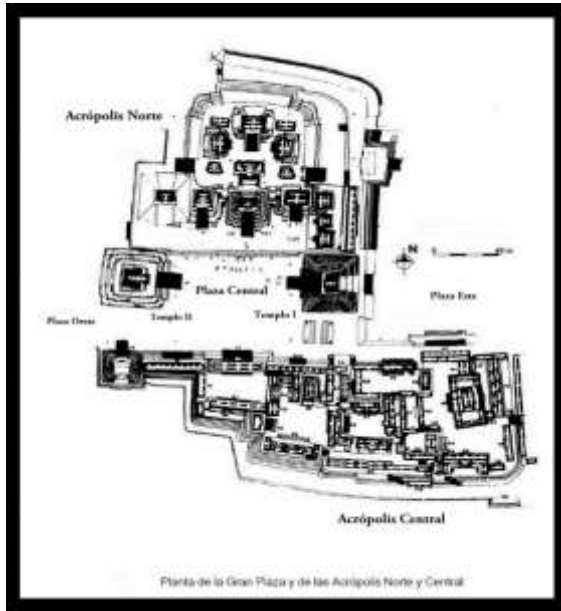 Acrópolis Norte
N
Plaza Central
Plaza Este
Templo II
Templo I
Plaza Oeste
Acrópolis Central
Planta de la Gran Plaza y de las Acrópolis Norte y Central